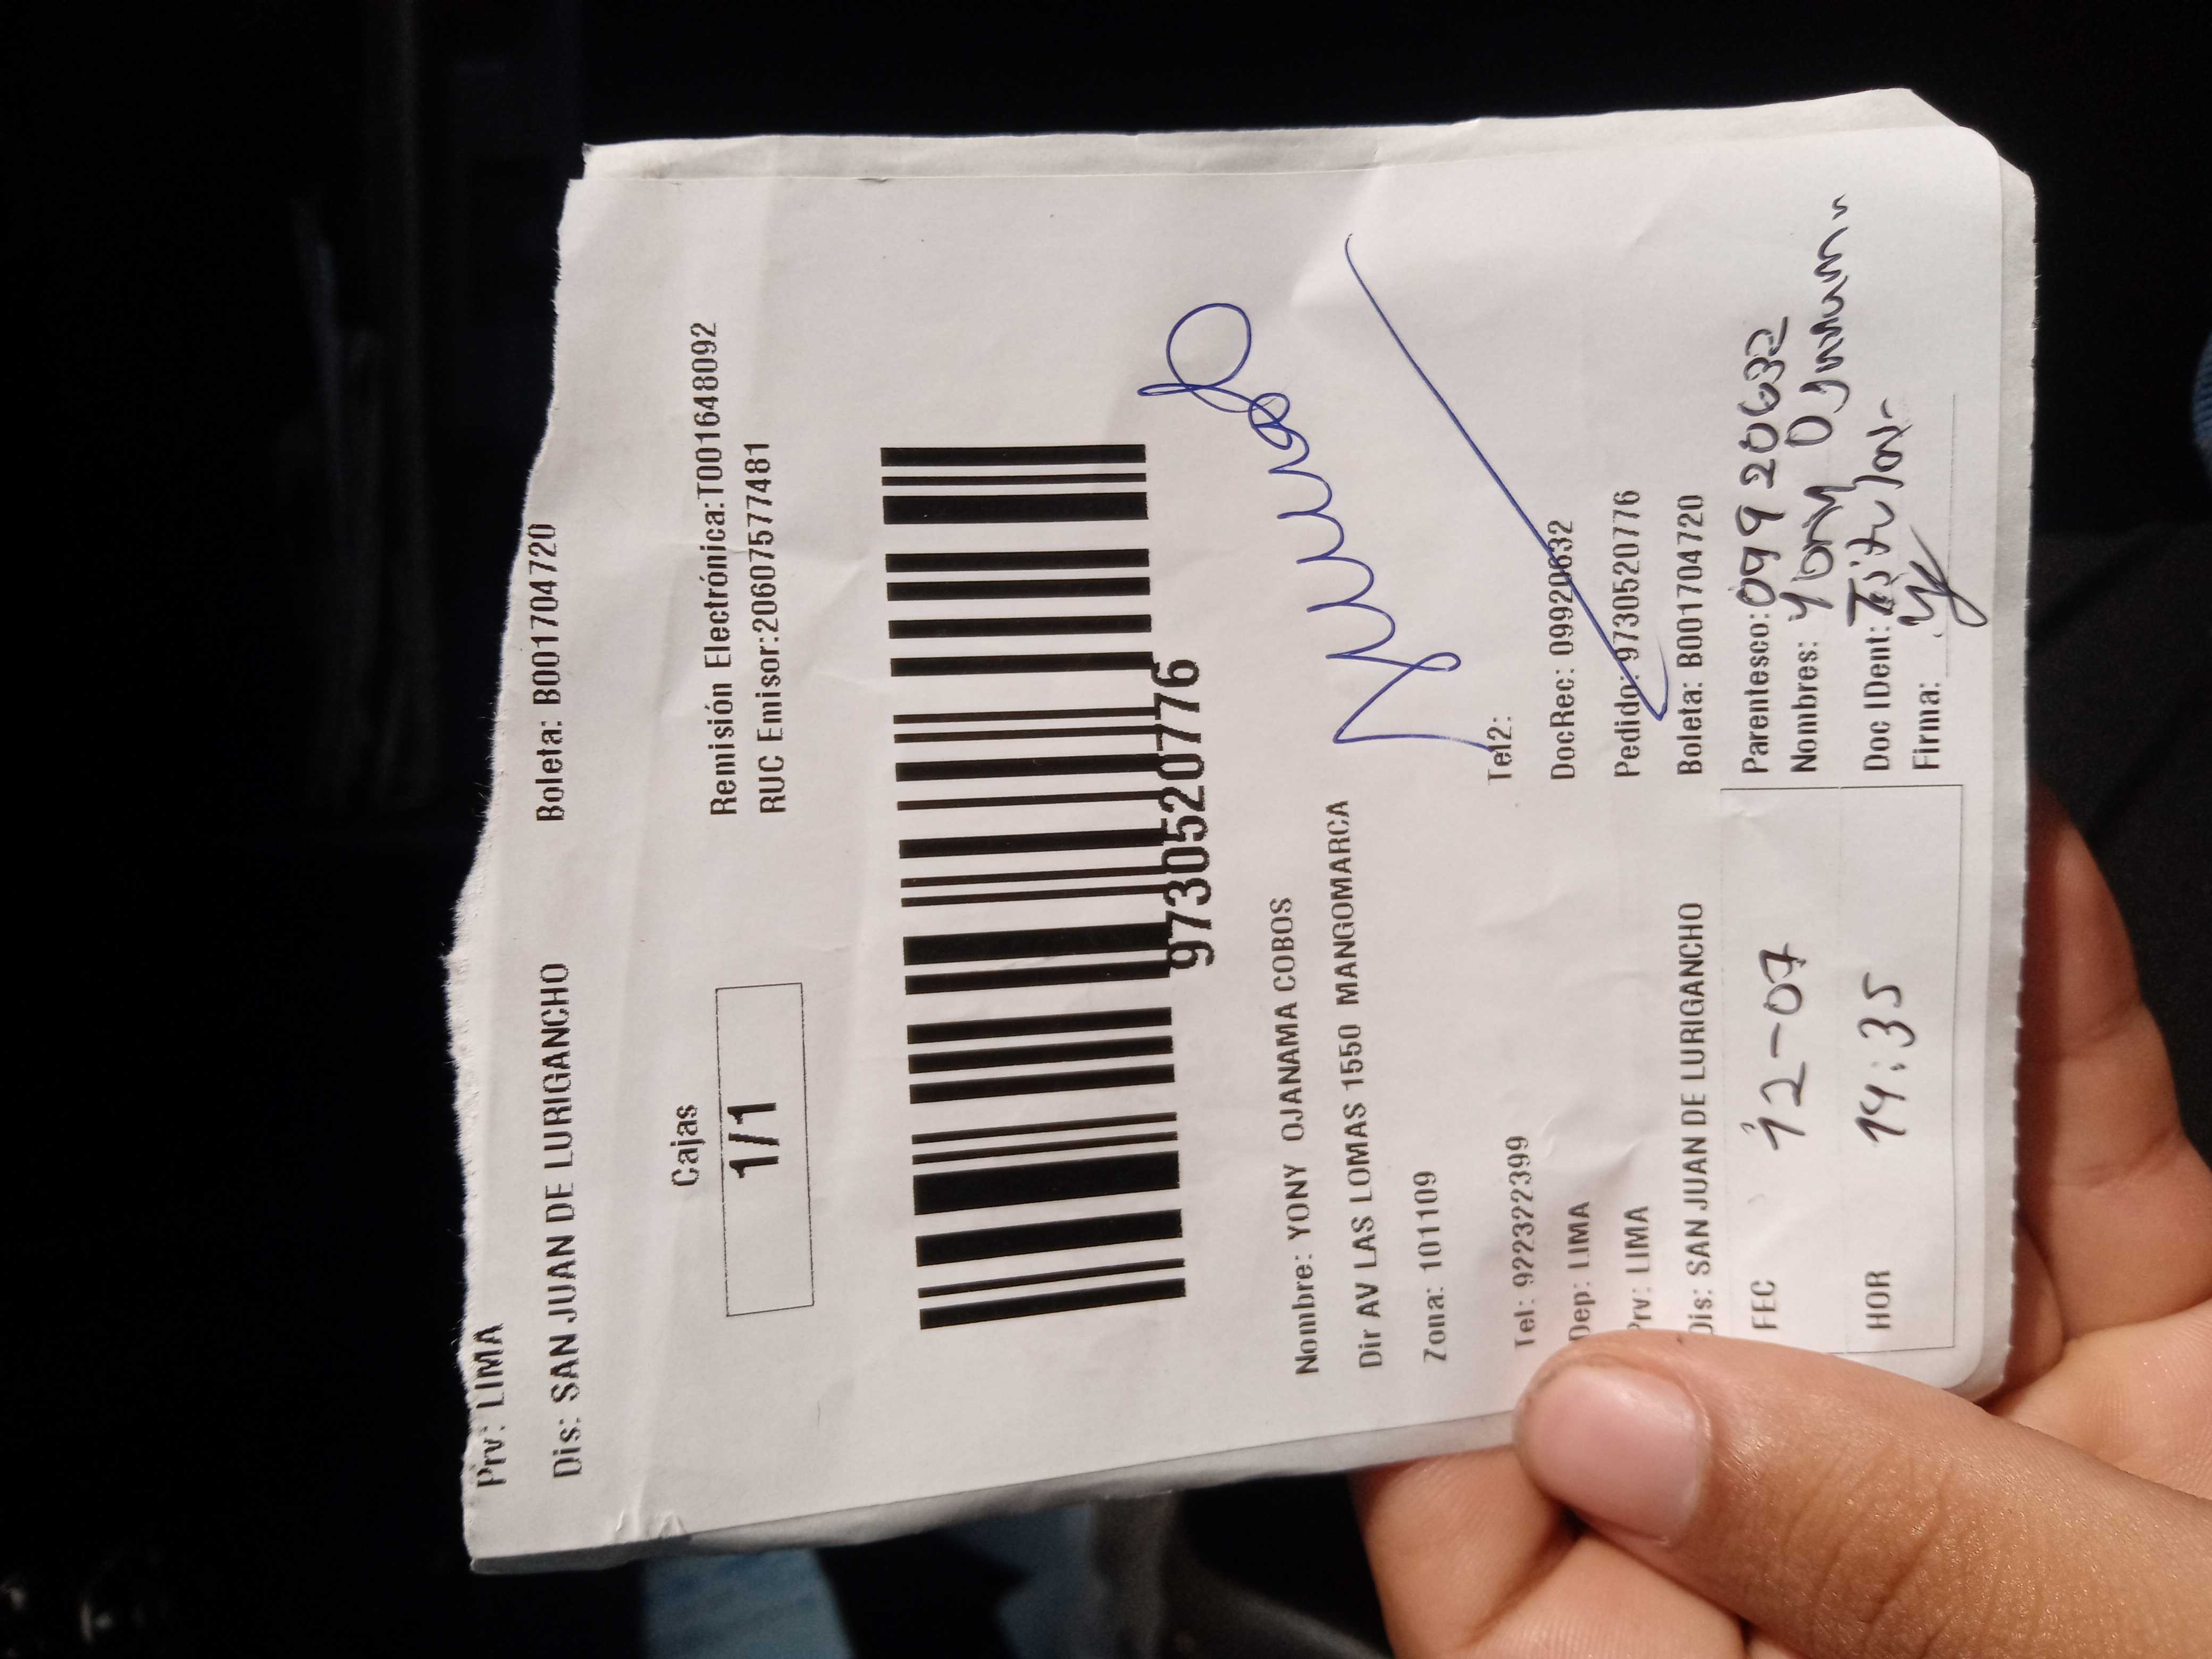 Prv: LIMA
Dis: SAN JUAN DE LURIGANCHO Boleta: B001704720
Cajas
1/1
Remisión Electrónica:T001648092
RUC Emisor:20607577481
9730520776
Nombre: YONY OJANAMA COBOS
Dir AV LAS LOMAS 1550 MANGOMARCA
Zona: 101109
Tel: 922322399 Tel2:
Dep: LIMA DocRec: 09920632
Prv: LIMA Pedido: 9730520776
Dis: SAN JUAN DE LURIGANCHO Boleta: B001704720
FEC 12-07 Parentesco: 09920632
Nombres: Yony
HOR 14:35 Doc IDent: Titular
Firma: